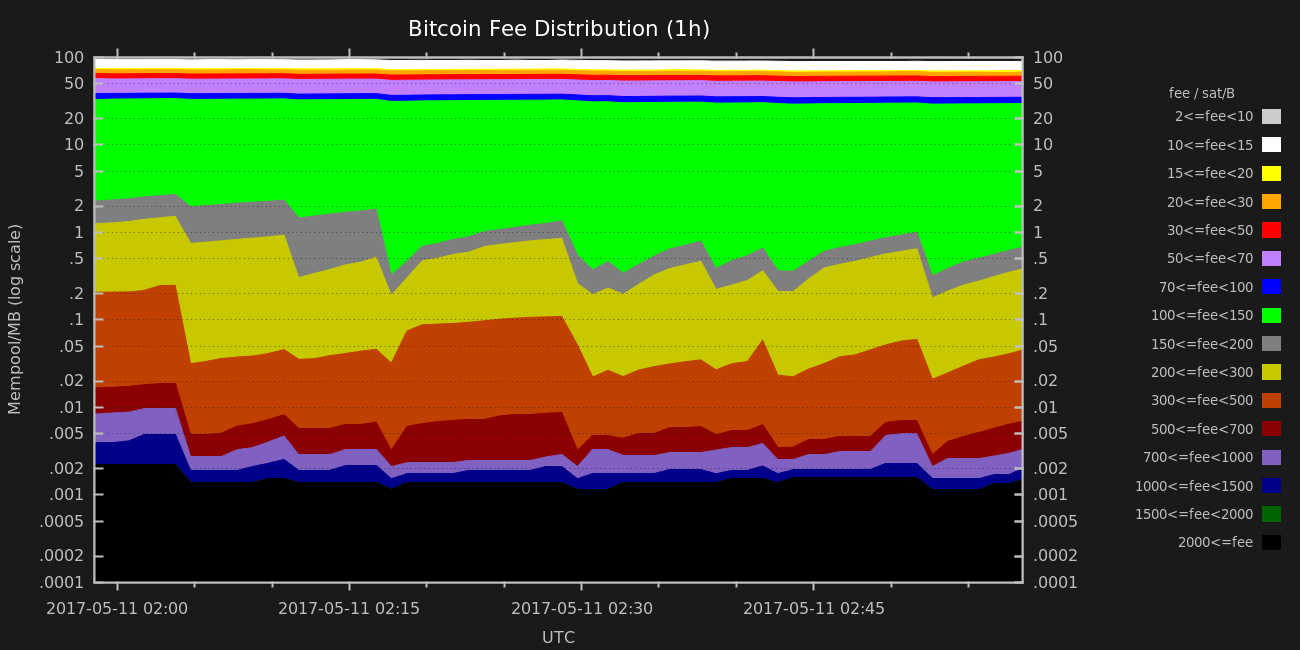 Bitcoin Fee Distribution (1h)
Mempool/MB (log scale)
100
50
20
10
5
2
1
.5
.2
.1
.05
.02
.01
.005
.002
.001
.0005
.0002
.0001
100
50
20
10
5
2
1
.5
.2
.1
.05
.02
.01
.005
.002
.001
.0005
.0002
.0001
2017-05-11 02:00
2017-05-11 02:15
2017-05-11 02:30
2017-05-11 02:45
UTC
fee / sat/B
2<=fee<10
10<=fee<15
15<=fee<20
20<=fee<30
30<=fee<50
50<=fee<70
70<=fee<100
100<=fee<150
150<=fee<200
200<=fee<300
300<=fee<500
500<=fee<700
700<=fee<1000
1000<=fee<1500
1500<=fee<2000
2000<=fee